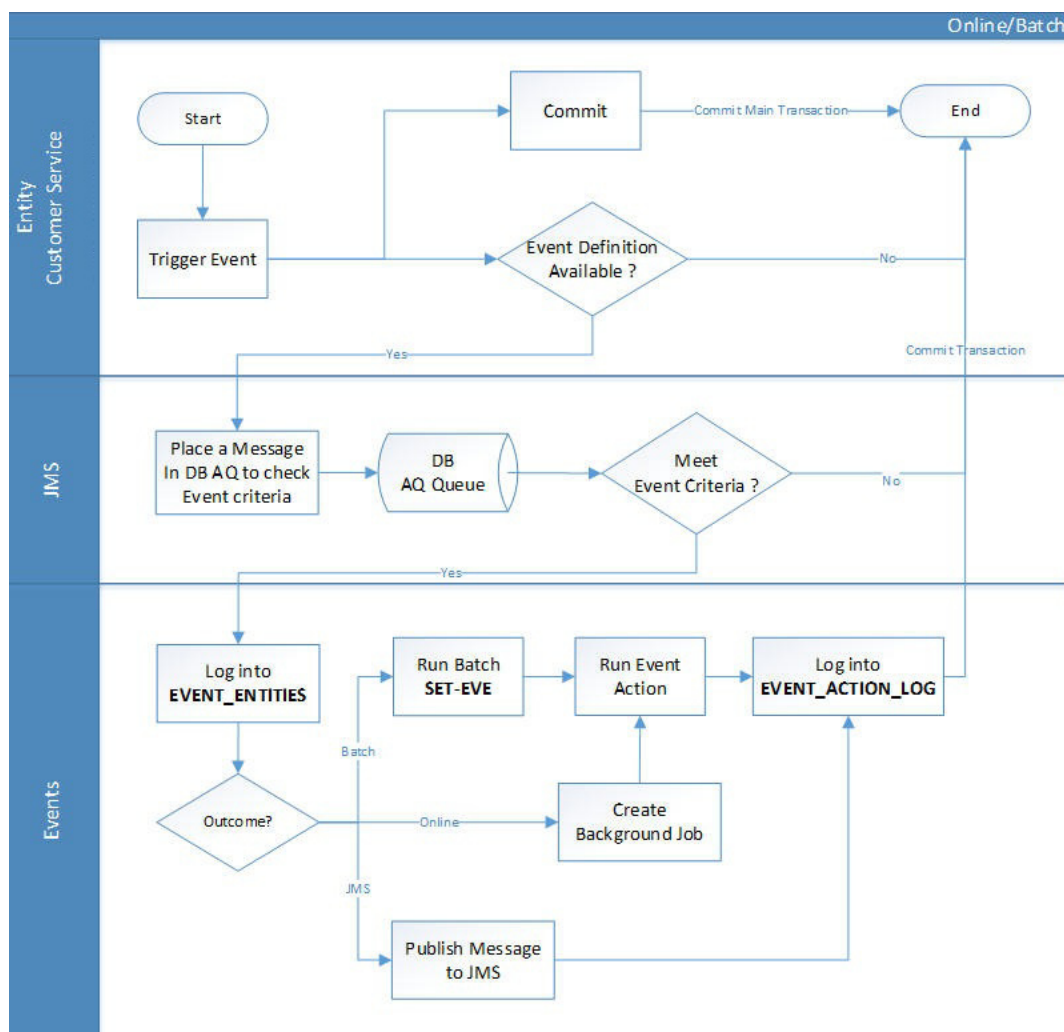 Online/Batch
Entity
Customer Service
Start
Commit
Commit Main Transaction
End
Trigger Event
Event Definition
Available ?
No
Yes
Commit Transaction
JMS
Place a Message
In DB AQ to check
Event criteria
DB
AQ Queue
Meet
Event Criteria ?
No
Yes
Events
Log into
EVENT_ENTITIES
Run Batch
SET-EVE
Run Event
Action
Log into
EVENT_ACTION_LOG
Batch
Outcome?
Online
Create
Background Job
JMS
Publish Message
to JMS